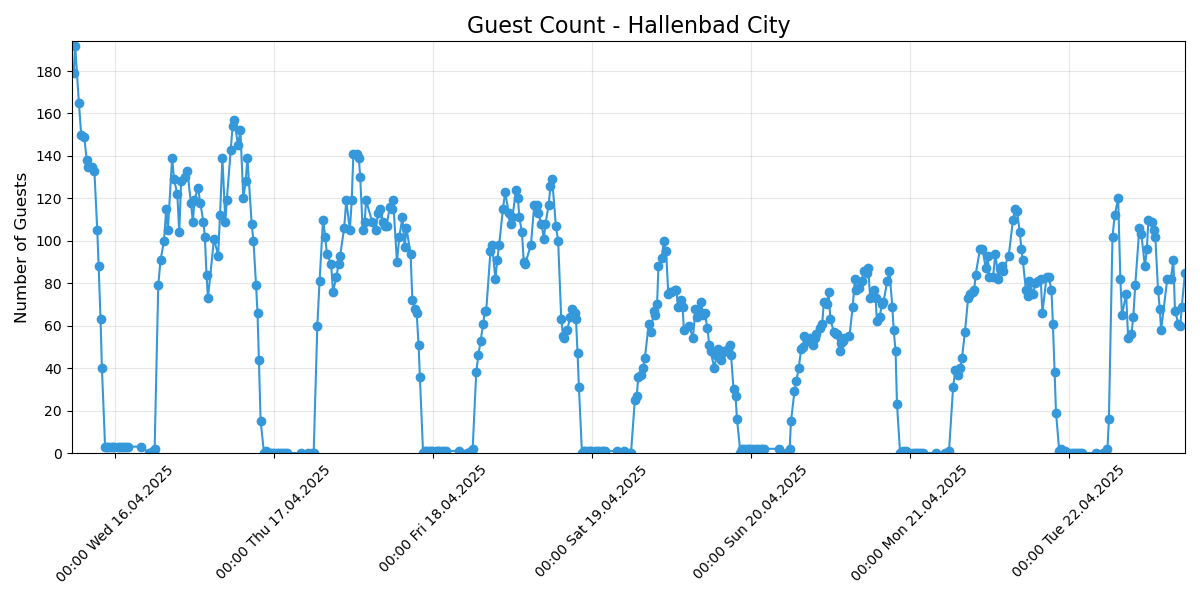 Guest Count - Hallenbad City
Number of Guests
180
160
140
120
100
80
60
40
20
0
00:00 Wed 16.04.2025
00:00 Thu 17.04.2025
00:00 Fri 18.04.2025
00:00 Sat 19.04.2025
00:00 Sun 20.04.2025
00:00 Mon 21.04.2025
00:00 Tue 22.04.2025